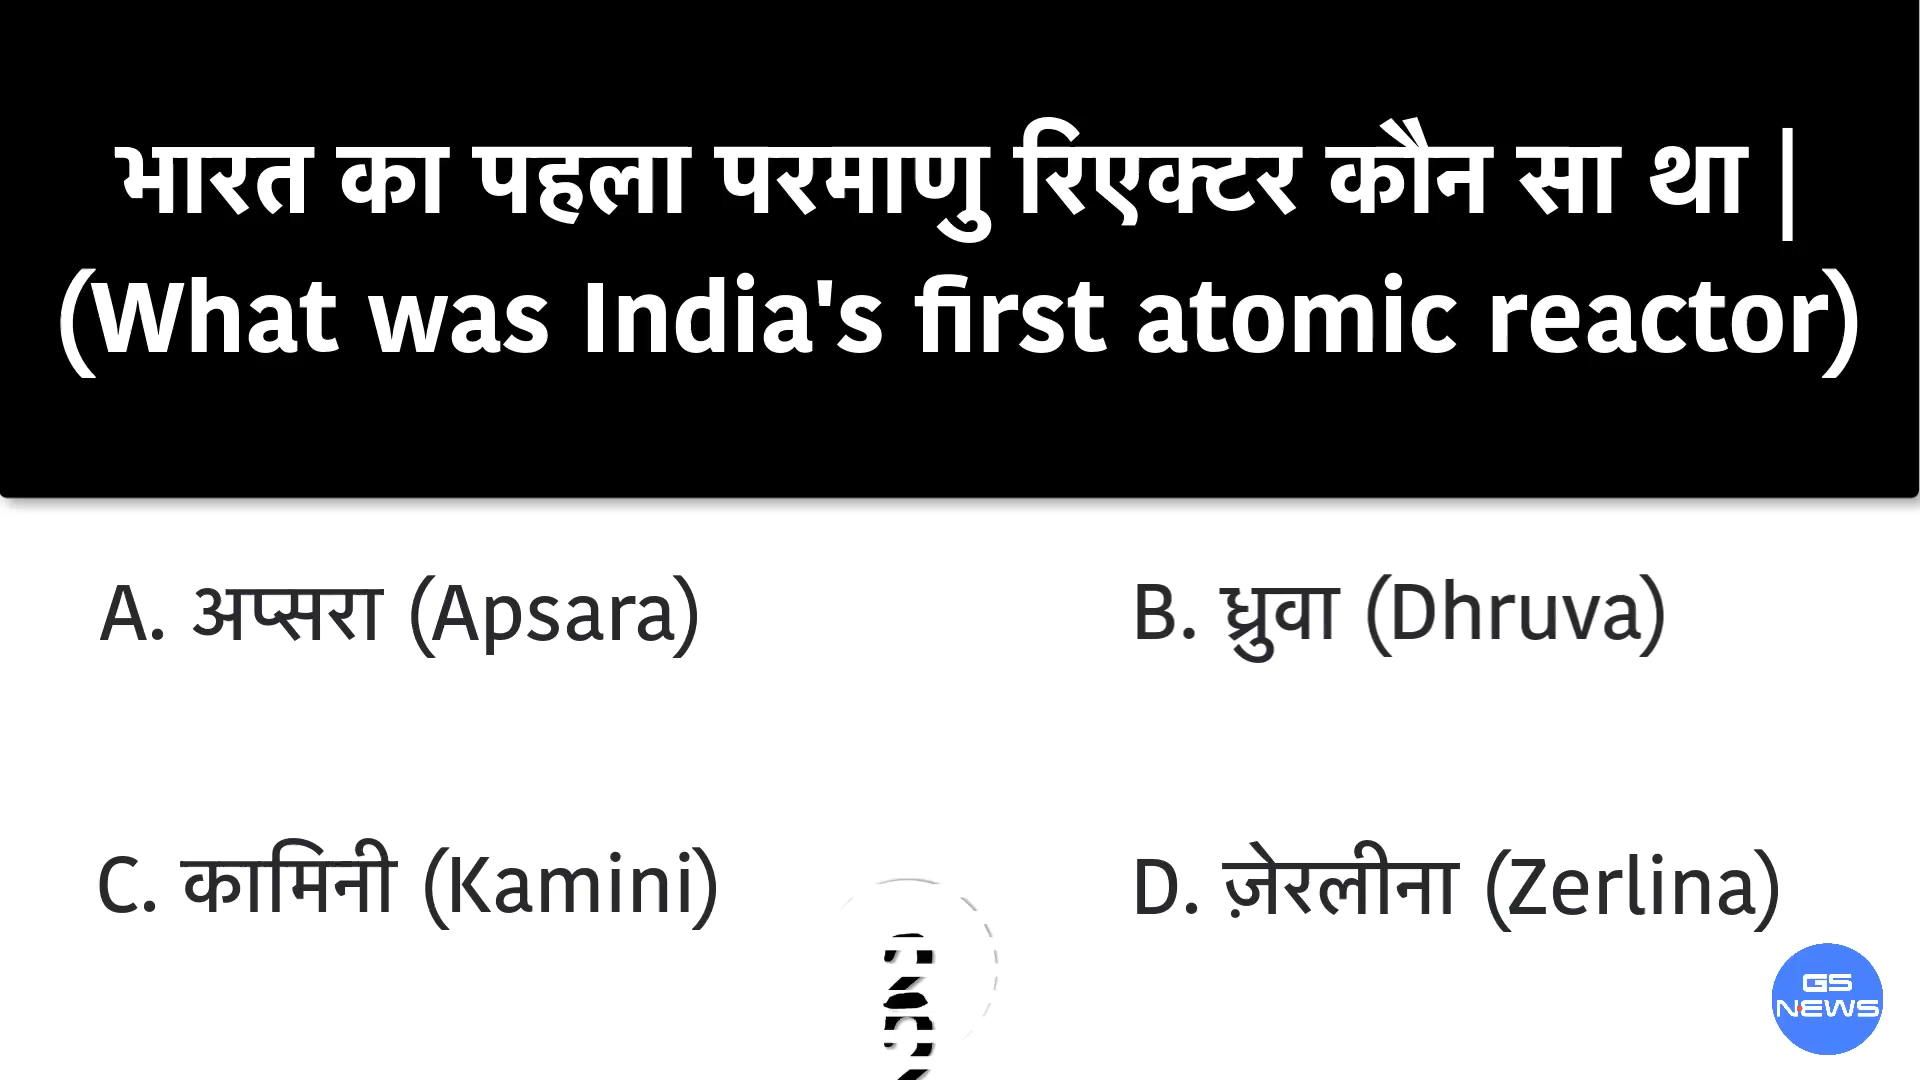 भारत का पहला परमाणु रिएक्टर कौन सा था |
(What was India's first atomic reactor)
A. अप्सरा (Apsara)
B. ध्रुवा (Dhruva)
C. कामिनी (Kamini)
D. ज़ेरलीना (Zerlina)
GS
NEWS